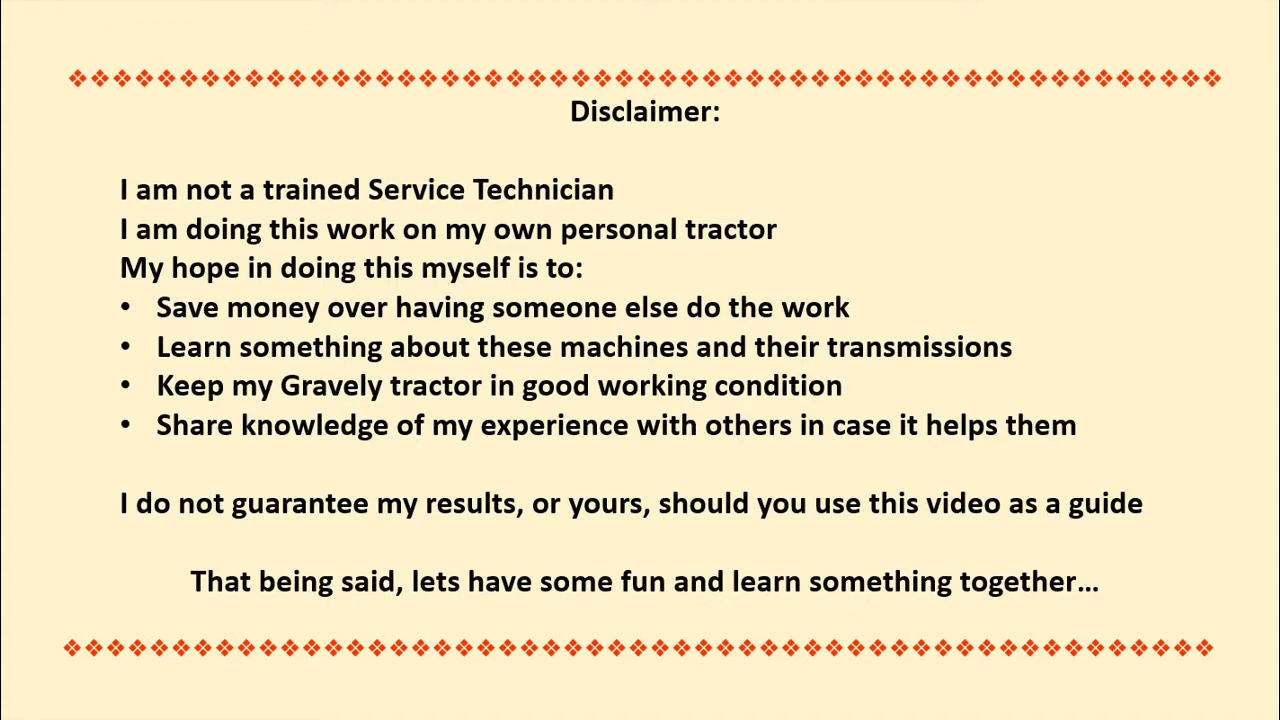 Disclaimer:
I am not a trained Service Technician
I am doing this work on my own personal tractor
My hope in doing this myself is to:
• Save money over having someone else do the work
• Learn something about these machines and their transmissions
• Keep my Gravely tractor in good working condition
• Share knowledge of my experience with others in case it helps them
I do not guarantee my results, or yours, should you use this video as a guide
That being said, lets have some fun and learn something together…